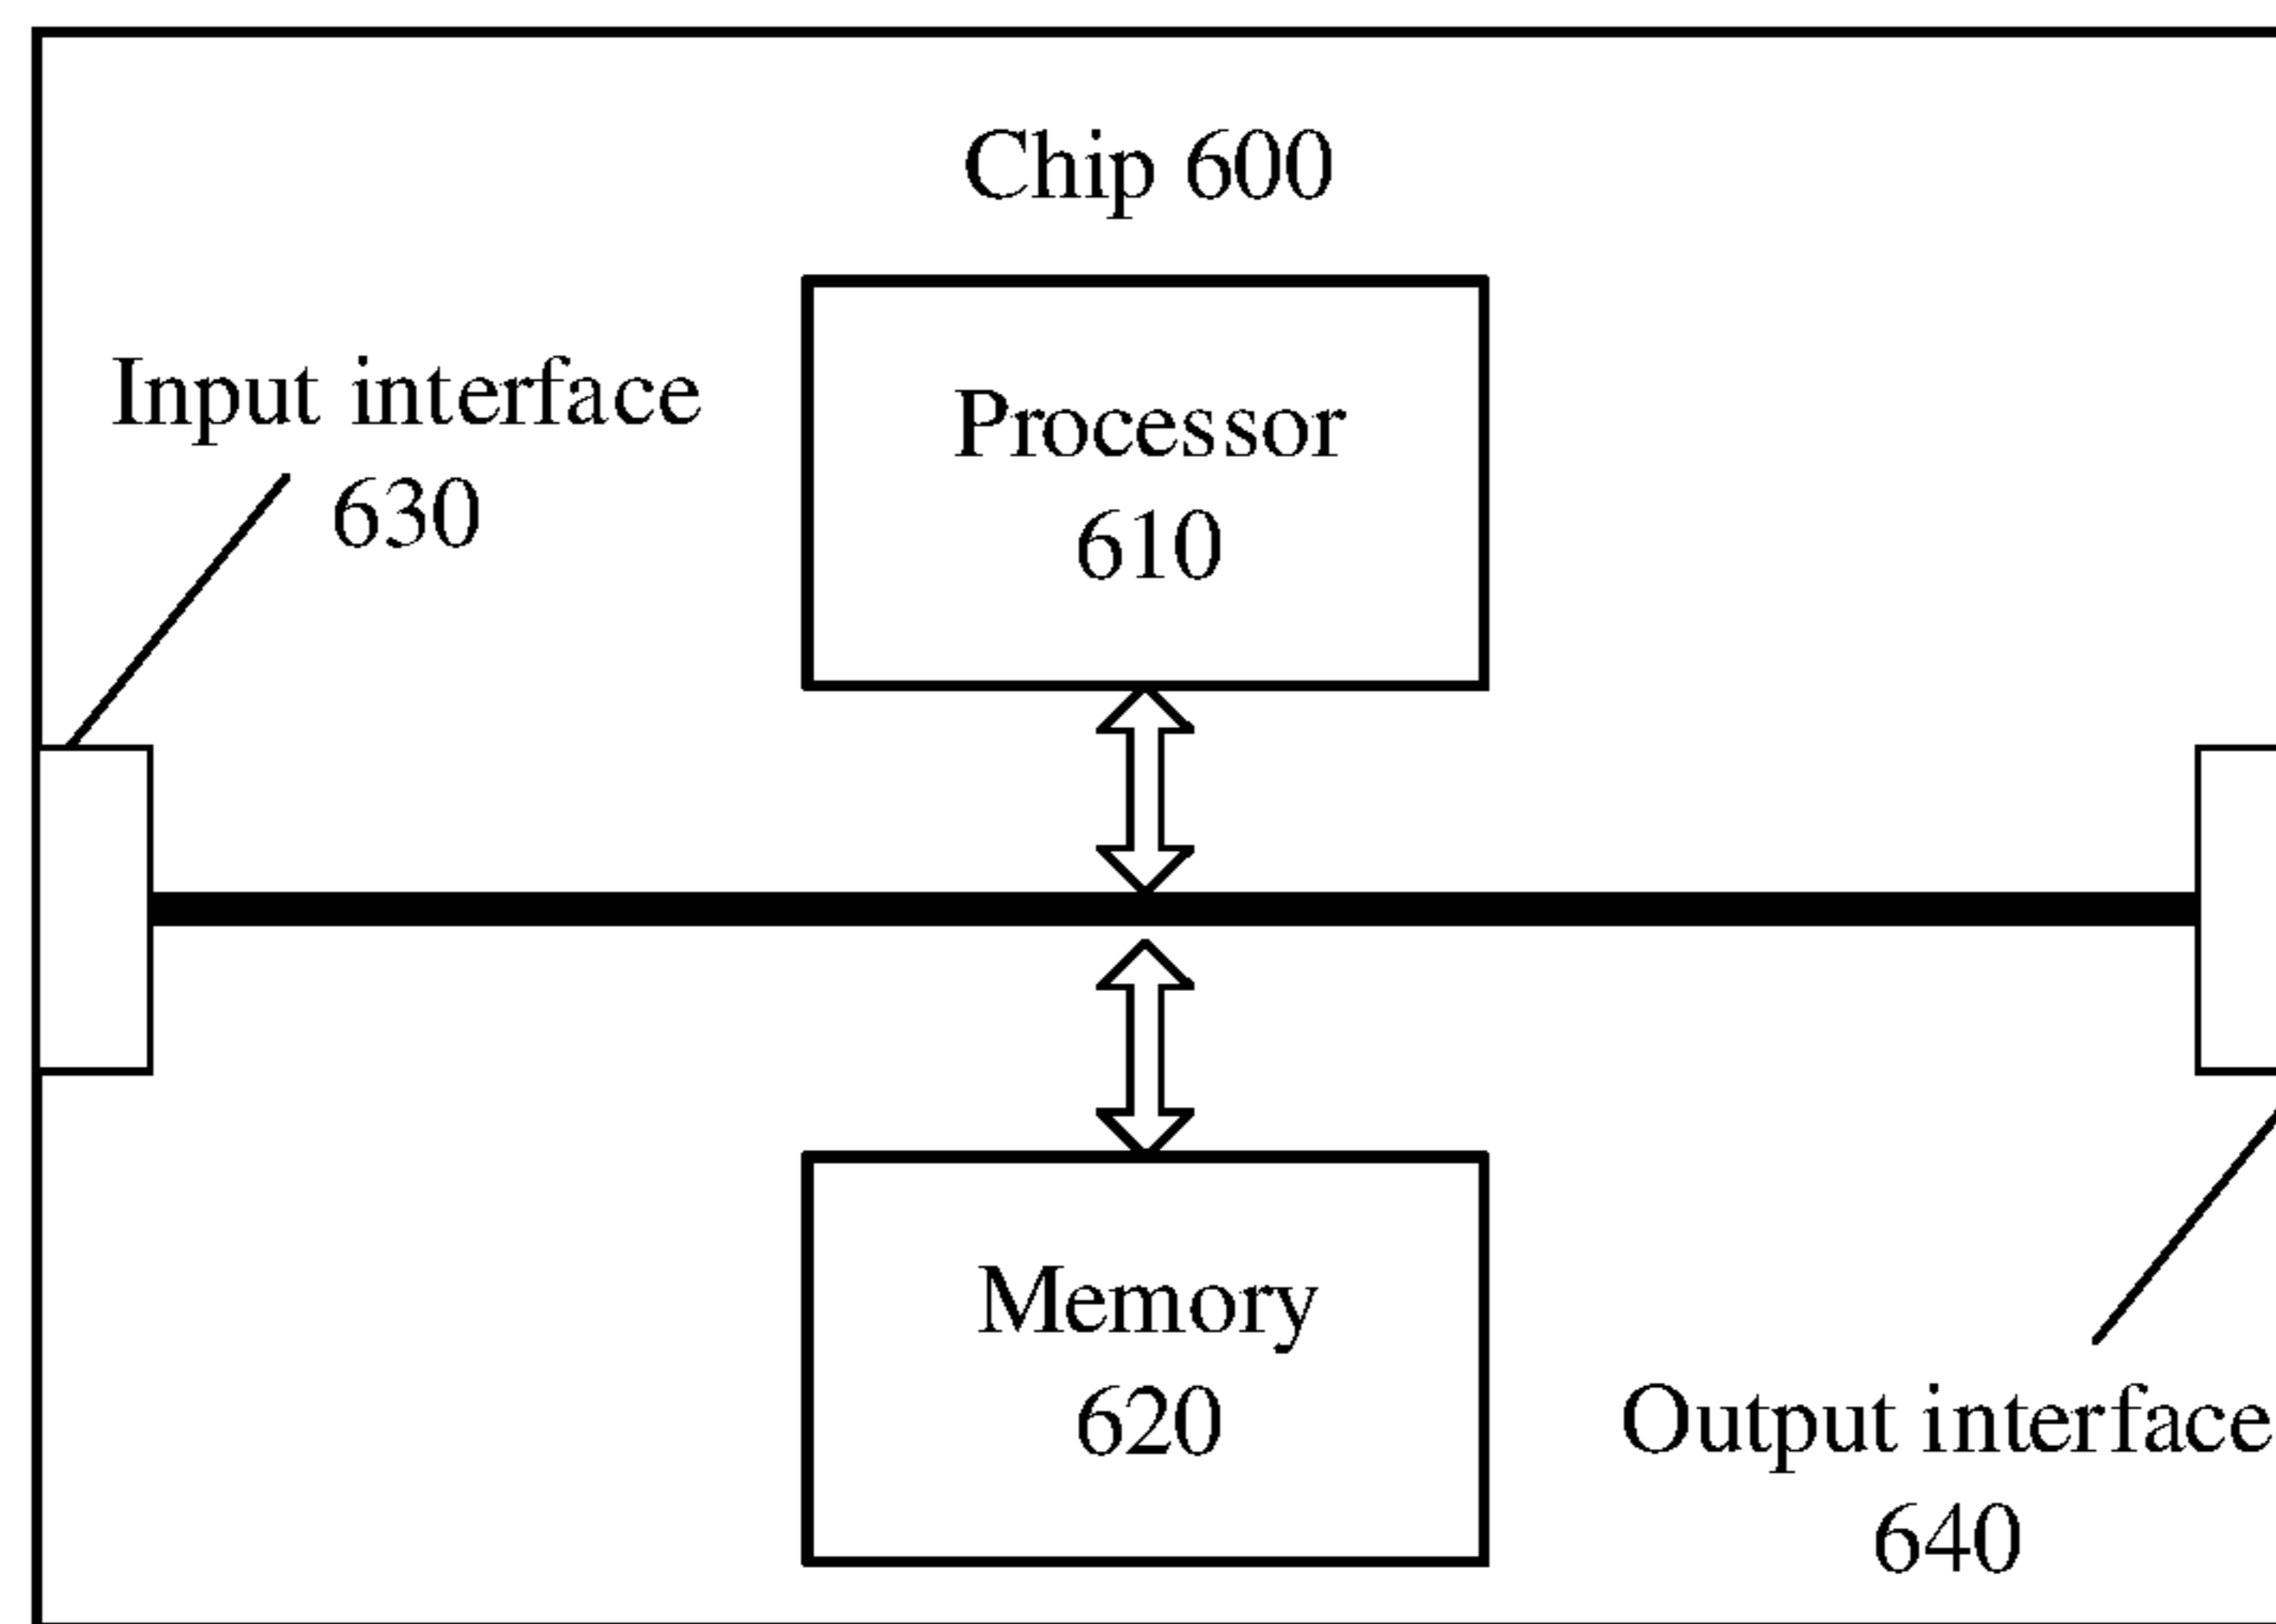 Chip 600
Input interface
630
Processor
610
Memory
620
Output interface
640